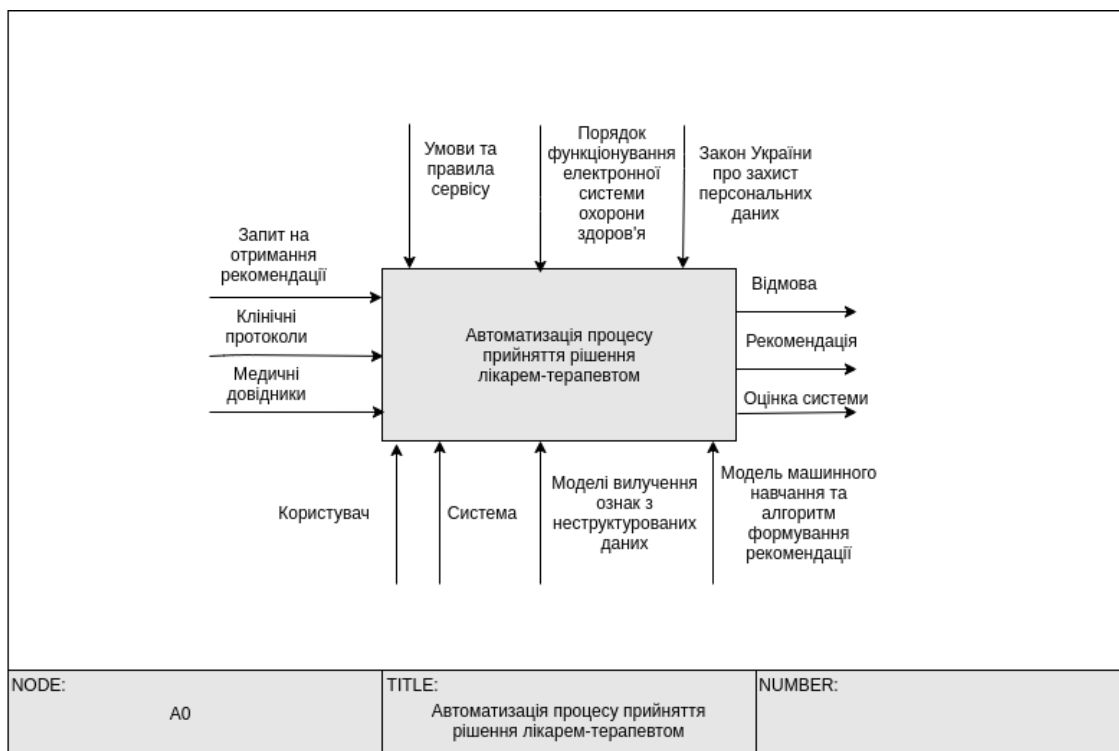 Умови та
правила
сервісу
Порядок
функціонування
електронної
системи
охорони
здоров'я
Закон України
про захист
персональних
даних
Запит на
отримання
рекомендації
Клінічні
протоколи
Медичні
довідники
Автоматизація процесу
прийняття рішення
лікарем-терапевтом
Відмова
Рекомендація
Оцінка системи
Користувач
Система
Моделі вилучення
ознак з
неструктурованих
даних
Модель машинного
навчання та
алгоритм
формування
рекомендації
NODE:
A0
TITLE:
Автоматизація процесу прийняття
рішення лікарем-терапевтом
NUMBER: